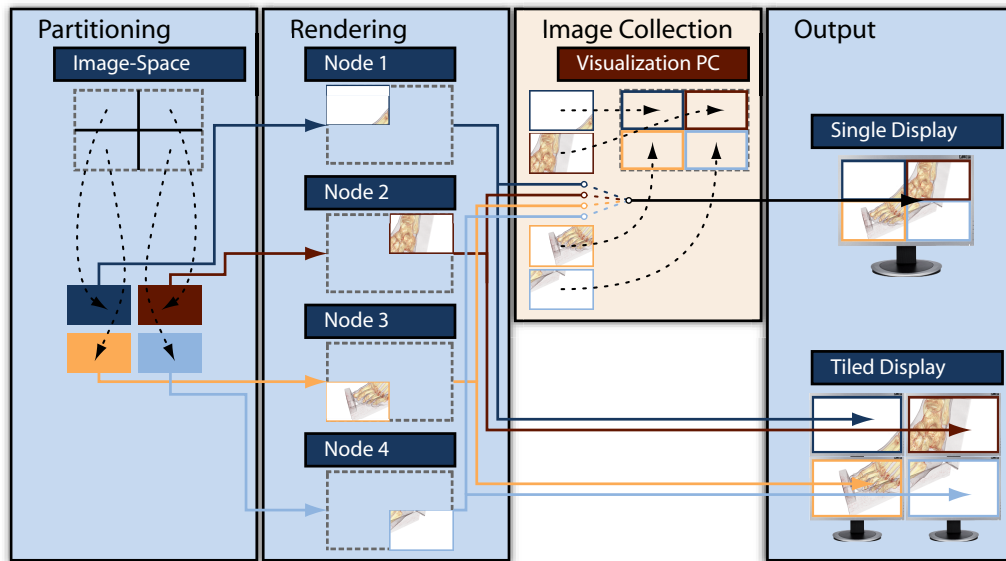 Partitioning
Image-Space
Rendering
Node 1
Node 2
Node 3
Node 4
Image Collection
Visualization PC
Output
Single Display
Tiled Display